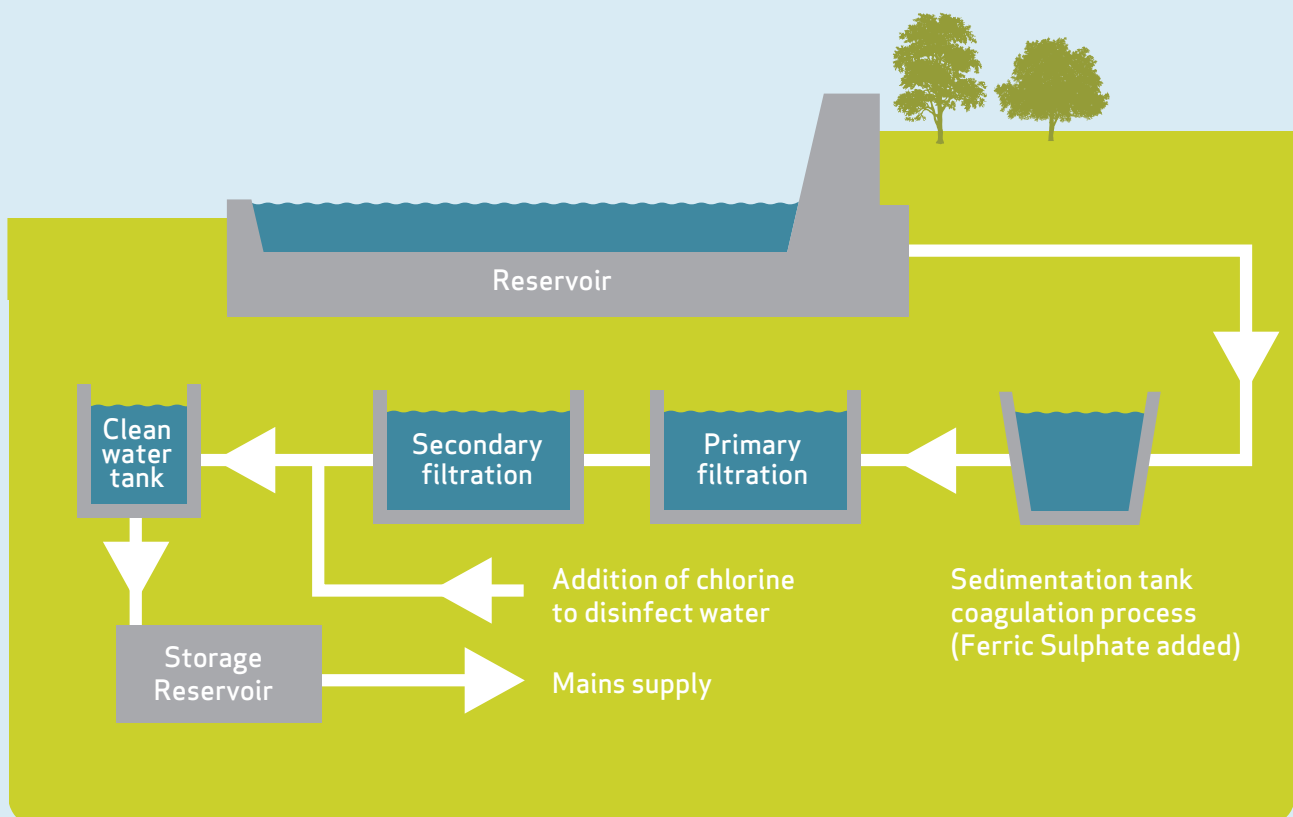 Reservoir
Clean
water
tank
Secondary
filtration
Primary
filtration
Addition of chlorine
to disinfect water
Sedimentation tank
coagulation process
(Ferric Sulphate added)
Storage
Reservoir
Mains supply